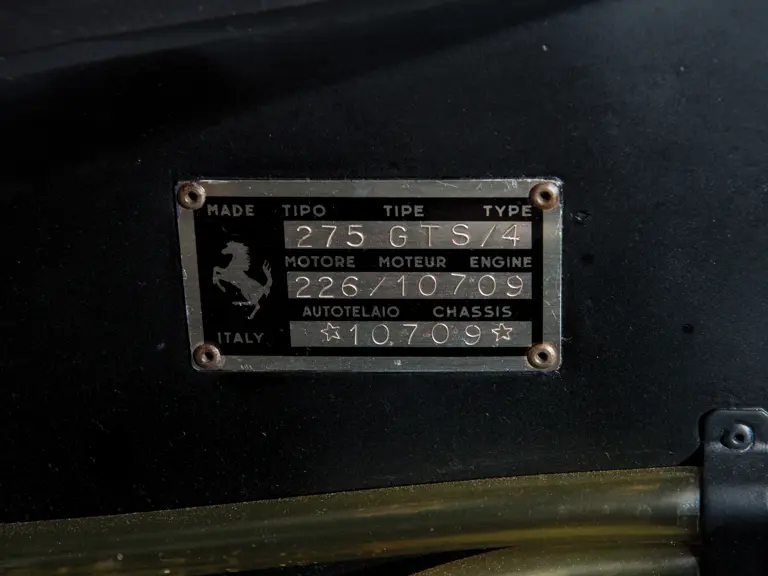 MADE TIPO TIPE TYPE
275 GTS/4
MOTORE MOTEUR ENGINE
226/10709
AUTOTELAIO CHASSIS
ITALY ☆10709☆